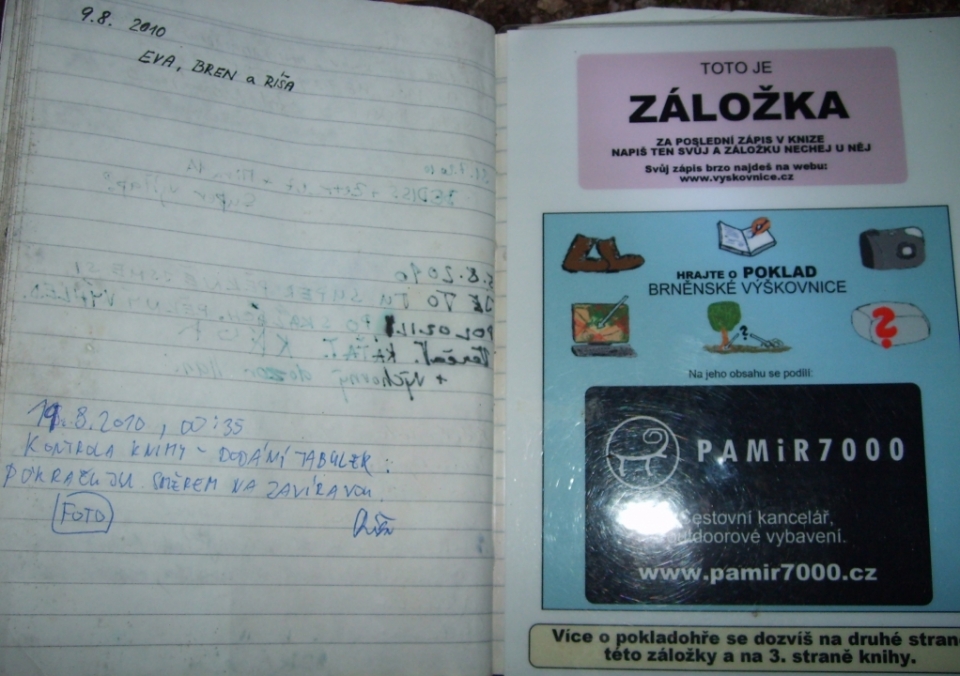 9.8. 2010
EVA, BREN a RÍŠA
8.2010, 00:35
KONTROLA KNIHY - DODÁNÍ TABULEK :
POKRAČUJU SMĚREM NA ZAVÍRAVOU.
FOTO
TOTO JE
ZÁLOŽKA
ZA POSLEDNÍ ZÁPIS V KNIZE
NAPIŠ TEN SVŮJ A ZÁLOŽKU NECHEJ U NĚJ
Svůj zápis brzo najdeš na webu:
www.vyskovnice.cz
HRAJTE O POKLAD
BRNĚNSKÉ VÝŠKOVNICE
?
?
Na jeho obsahu se podílí:
PAMiR7000
Cestovní kancelář,
outdoorové vybavení.
www.pamir7000.cz
Více o pokladohře se dozvíš na druhé stran
této záložky a na 3. straně knihy.